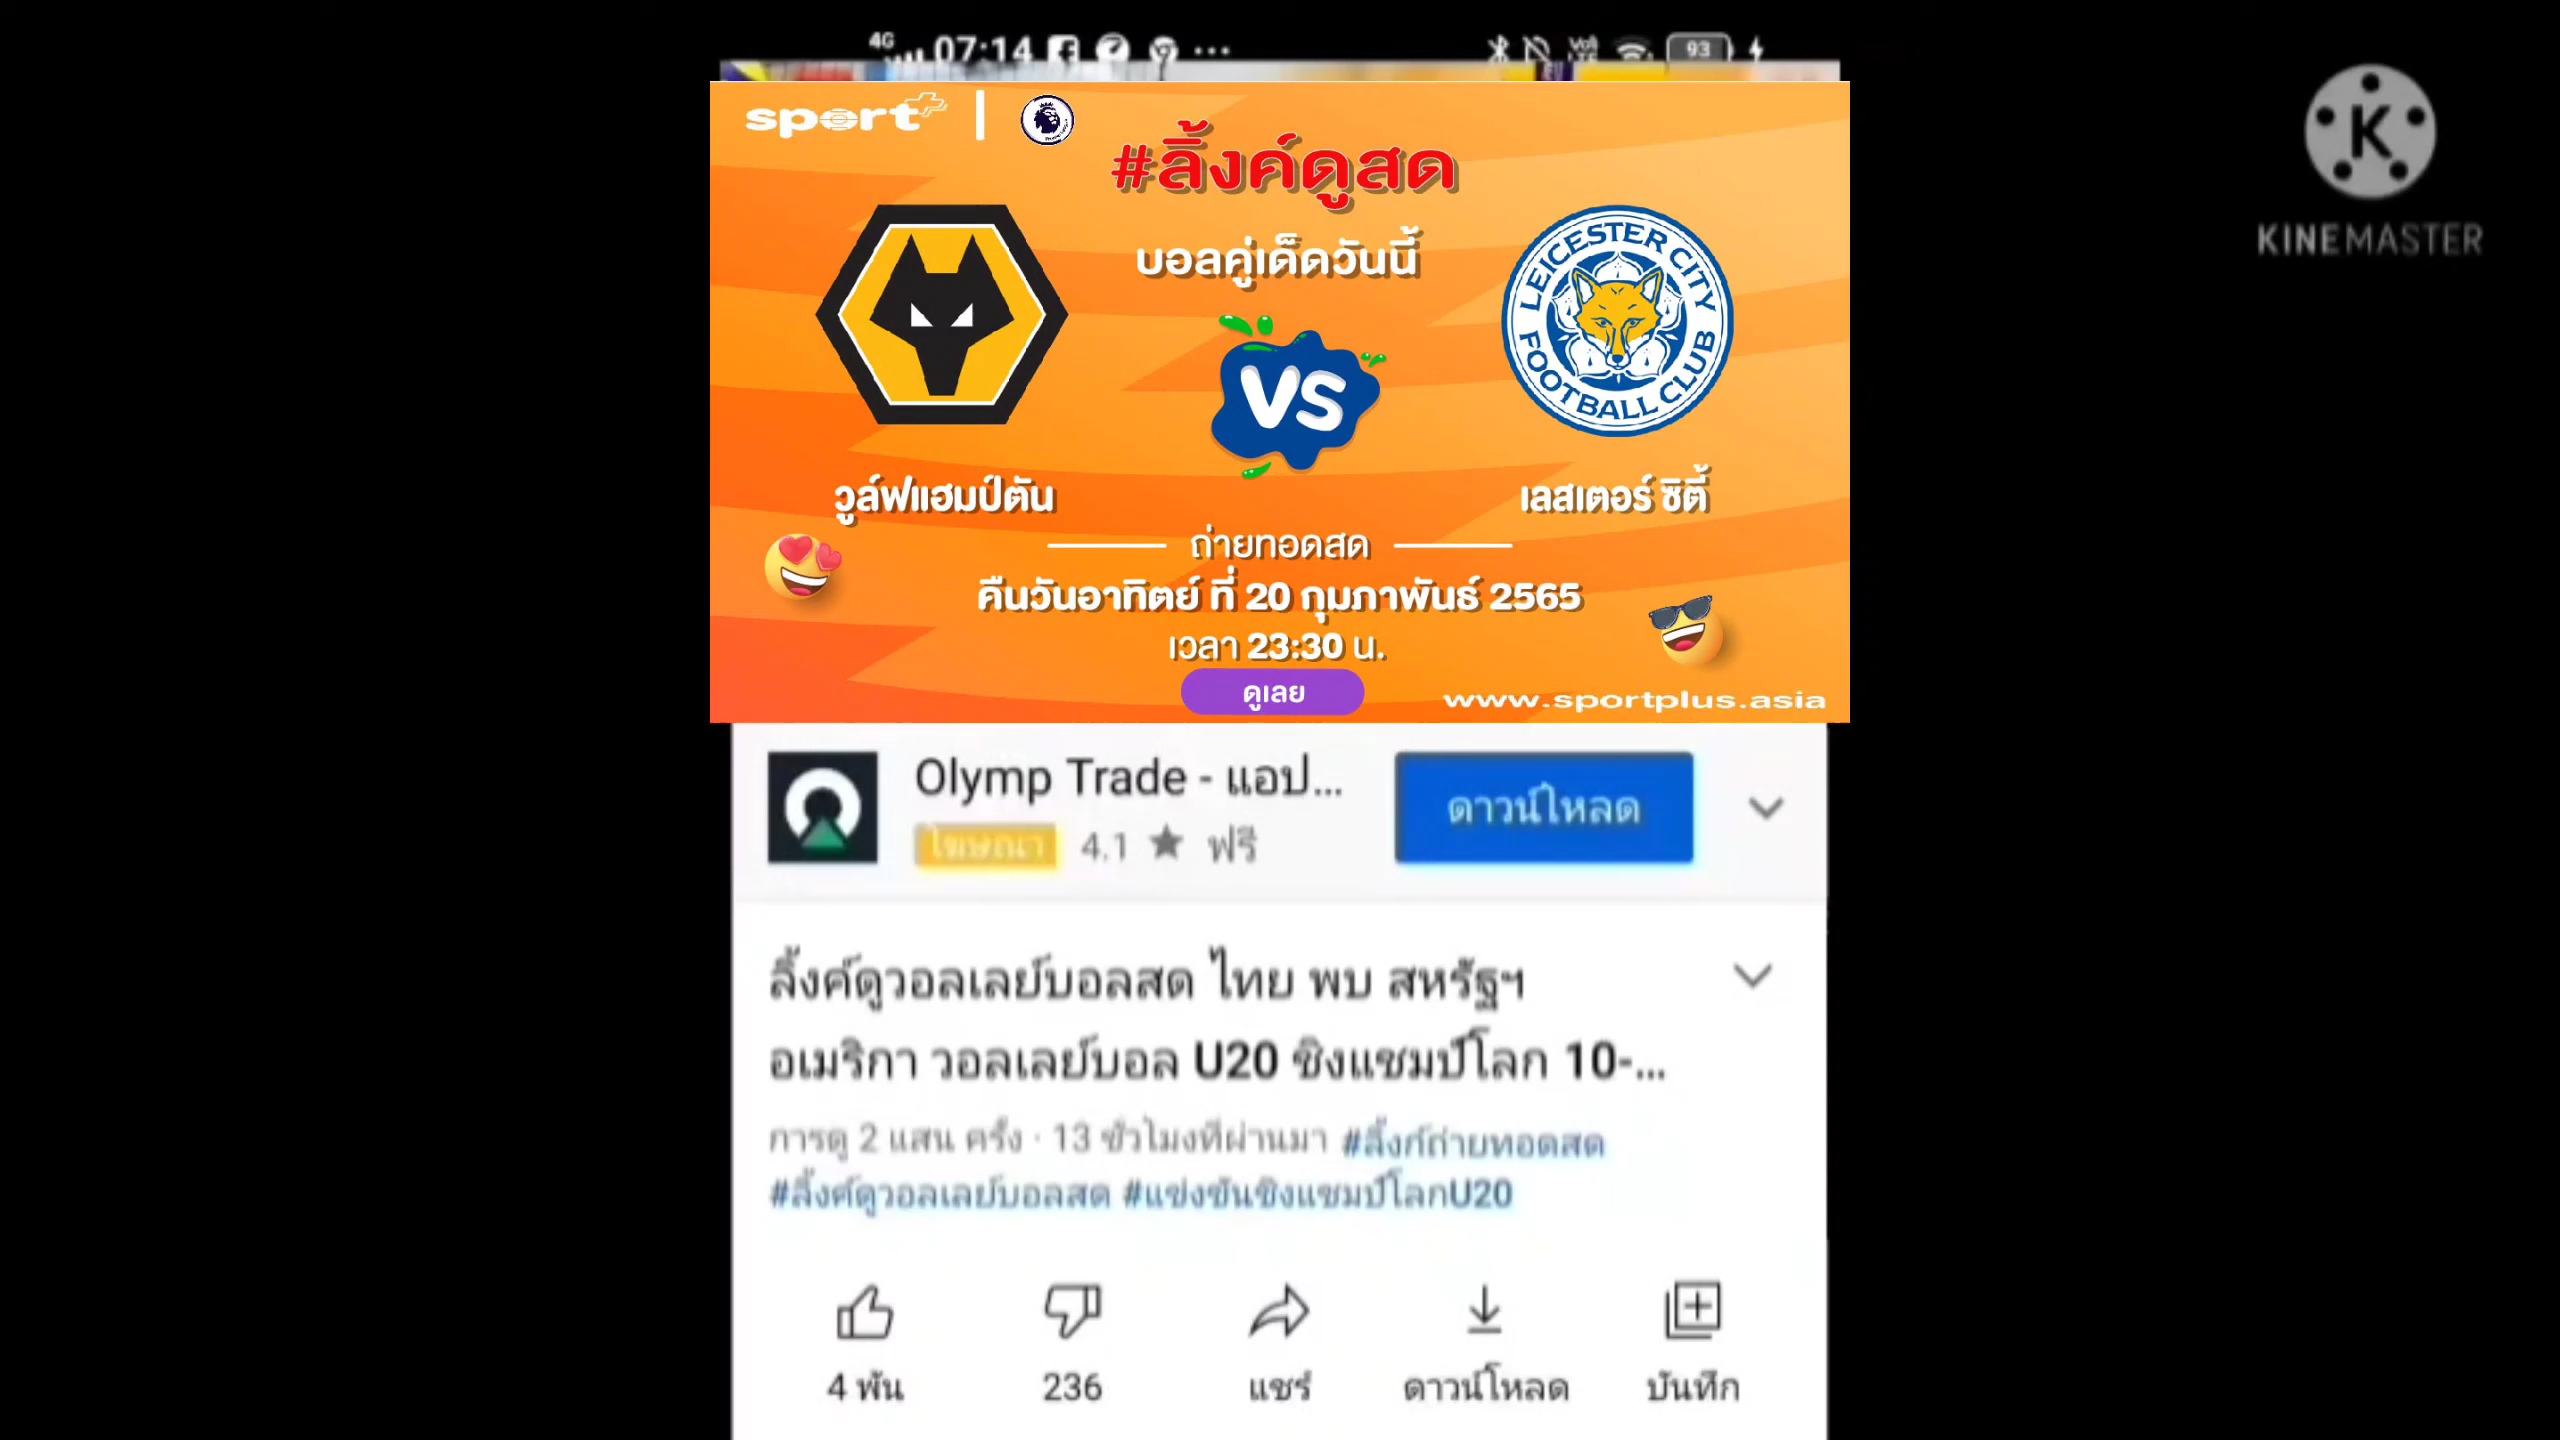 4G 07:14 93
sport
#ลิ้งค์ดูสด
บอลคู่เด็ดวันนี้
VS
LEICESTER CITY
FOOTBALL CLUB
วูล์ฟแฮมป์ตัน
เลสเตอร์ ซิตี้
ถ่ายทอดสด
คืนวันอาทิตย์ ที่ 20 กุมภาพันธ์ 2565
เวลา 23:30 น.
ดูเลย
www.sportplus.asia
Olymp Trade - แอป...
ดาวน์โหลด
โฆษณา 4.1 ★ ฟรี
ลิ้งค์ดูวอลเลย์บอลสด ไทย พบ สหรัฐฯ
อเมริกา วอลเลย์บอล U20 ชิงแชมป์โลก 10-...
การดู 2 แสน ครั้ง · 13 ชั่วโมงที่ผ่านมา #ลิ้งก์ถ่ายทอดสด
#ลิ้งค์ดูวอลเลย์บอลสด #แข่งขันชิงแชมป์โลกU20
4 พัน 236 แชร์ ดาวน์โหลด บันทึก
K
KINEMASTER